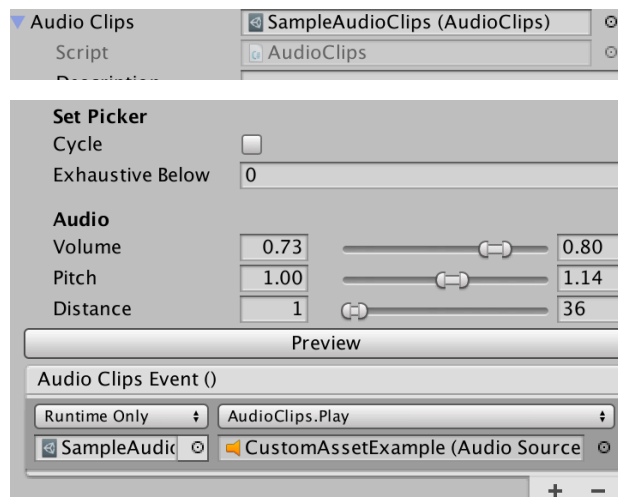 Audio Clips SampleAudioClips (AudioClips)
Script AudioClips
Set Picker
Cycle
Exhaustive Below 0
Audio
Volume 0.73 0.80
Pitch 1.00 1.14
Distance 1 36
Preview
Audio Clips Event ()
Runtime Only AudioClips.Play
SampleAudic CustomAssetExample (Audio Source
+ −